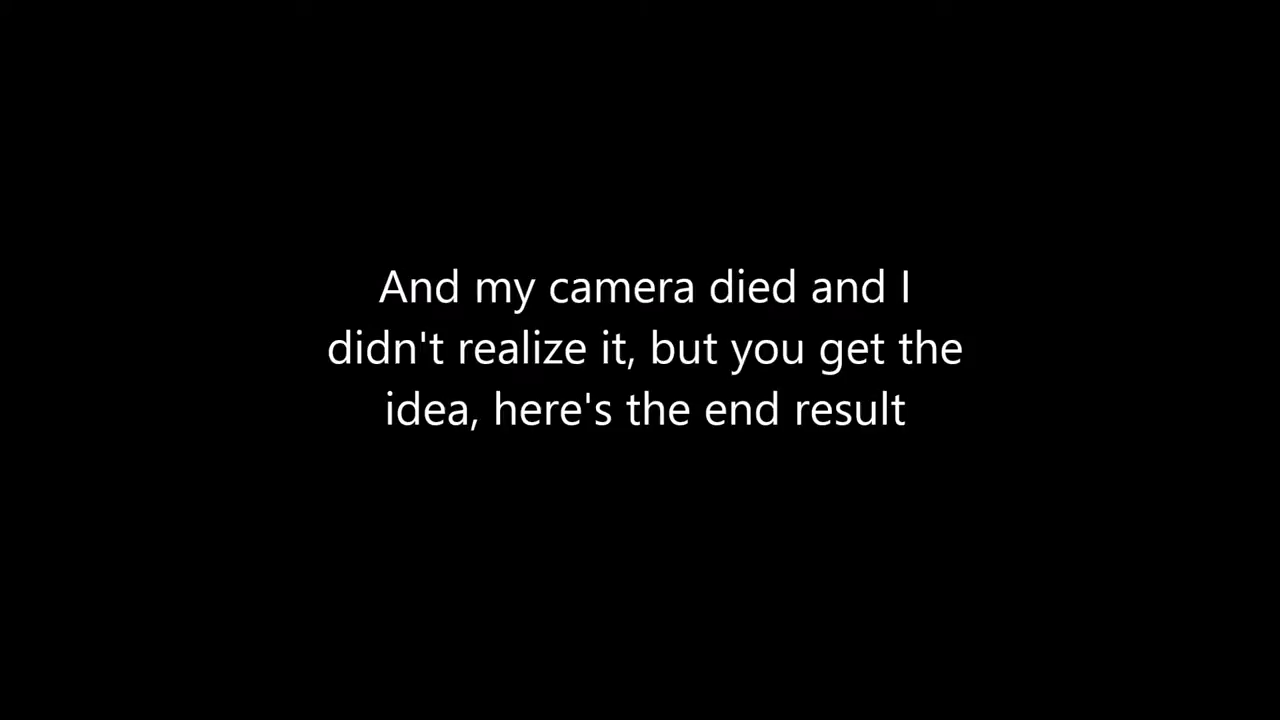 And my camera died and I
didn't realize it, but you get the
idea, here's the end result